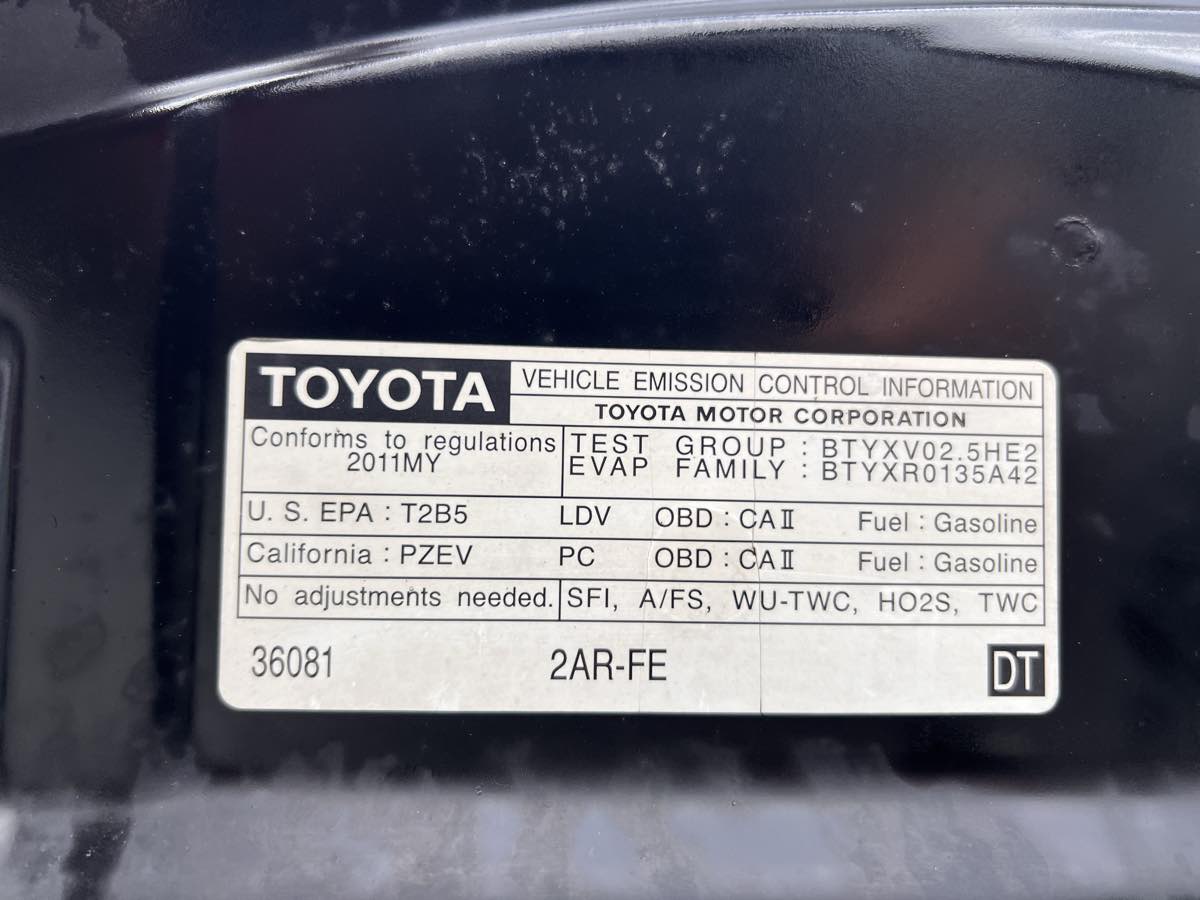 TOYOTA
VEHICLE EMISSION CONTROL INFORMATION
TOYOTA MOTOR CORPORATION
Conforms to regulations
2011MY
TEST GROUP : BTYXV02.5HE2
EVAP FAMILY : BTYXR0135A42
U. S. EPA : T2B5 LDV OBD : CAⅡ Fuel : Gasoline
California : PZEV PC OBD : CAⅡ Fuel : Gasoline
No adjustments needed. SFI, A/FS, WU-TWC, HO2S, TWC
36081 2AR-FE DT